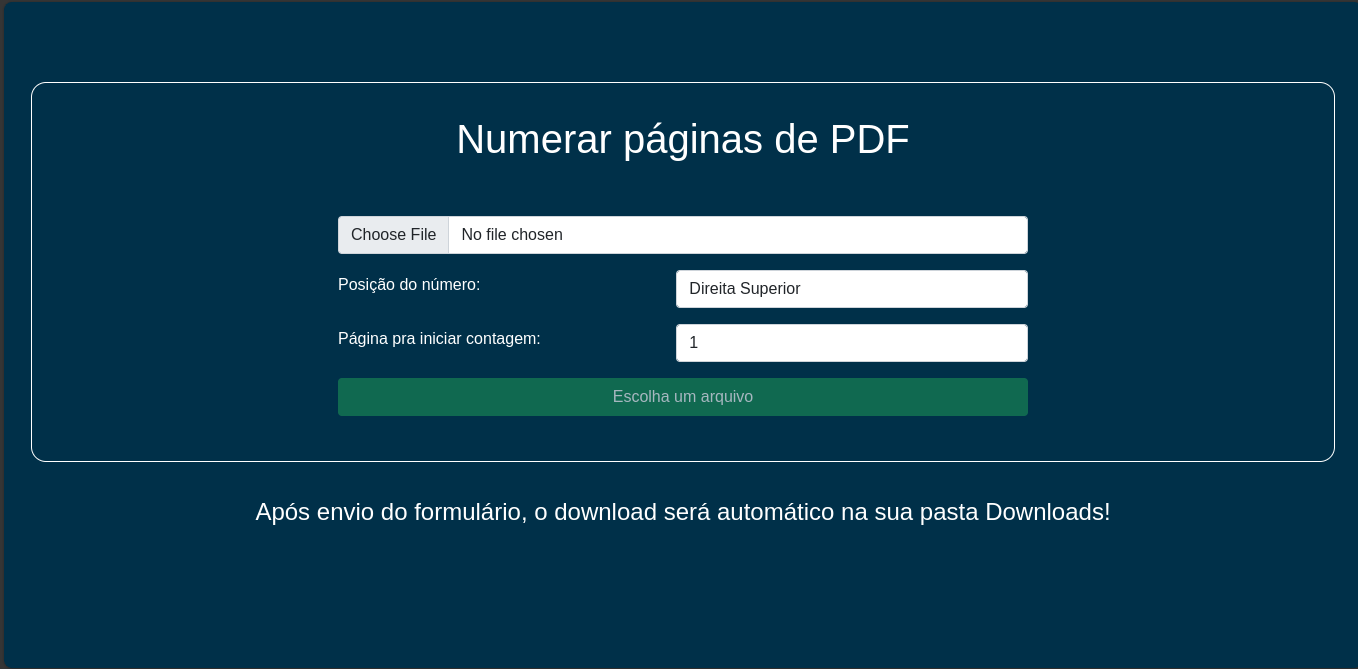 Numerar páginas de PDF
Choose File No file chosen
Posição do número: Direita Superior
Página pra iniciar contagem: 1
Escolha um arquivo
Após envio do formulário, o download será automático na sua pasta Downloads!